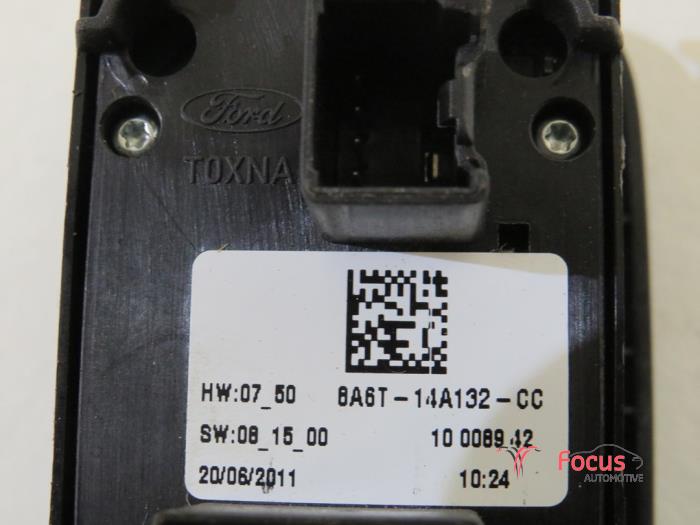 Ford
TOXNA
HW:07_50 8A6T-14A132-CC
SW:08_15_00 10 0089 42
20/06/2011 10:24
Focus
AUTOMOTIVE